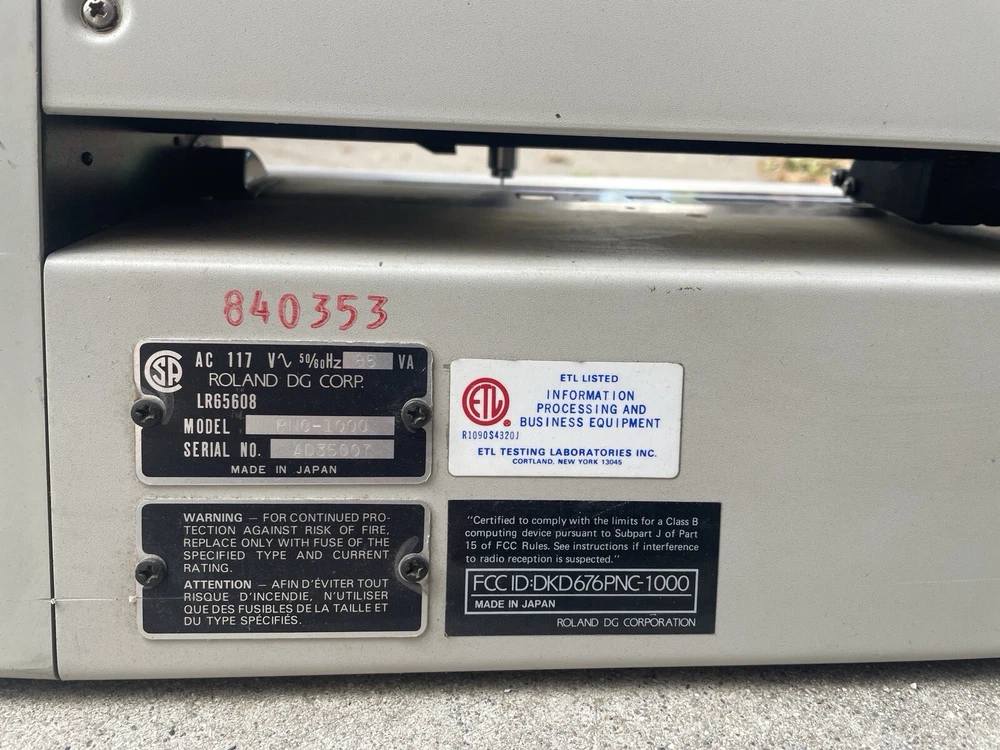 840353
CSA AC 117 V∿ 50/60Hz 85 VA
ROLAND DG CORP.
LR65608
MODEL PNC-1000
SERIAL NO. AD35007
MADE IN JAPAN
ETL LISTED
ETL INFORMATION
PROCESSING AND
BUSINESS EQUIPMENT
R1090S4320J
ETL TESTING LABORATORIES INC.
CORTLAND, NEW YORK 13045
WARNING – FOR CONTINUED PRO-
TECTION AGAINST RISK OF FIRE,
REPLACE ONLY WITH FUSE OF THE
SPECIFIED TYPE AND CURRENT
RATING.
ATTENTION – AFIN D'ÉVITER TOUT
RISQUE D'INCENDIE, N'UTILISER
QUE DES FUSIBLES DE LA TAILLE ET
DU TYPE SPÉCIFIÉS.
"Certified to comply with the limits for a Class B
computing device pursuant to Subpart J of Part
15 of FCC Rules. See instructions if interference
to radio reception is suspected."
FCC ID:DKD676PNC-1000
MADE IN JAPAN
ROLAND DG CORPORATION